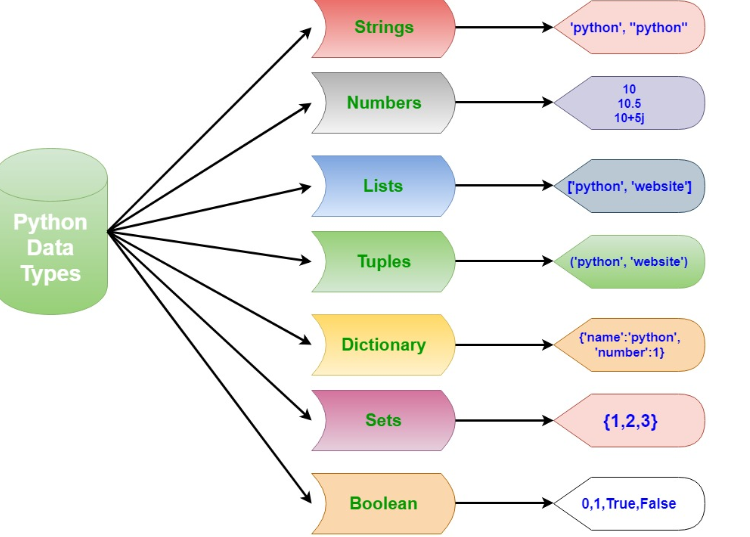 Python
Data
Types
Strings
'python', "python"
Numbers
10
10.5
10+5j
Lists
['python', 'website']
Tuples
('python', 'website')
Dictionary
{'name':'python',
'number':1}
Sets
{1,2,3}
Boolean
0,1,True,False